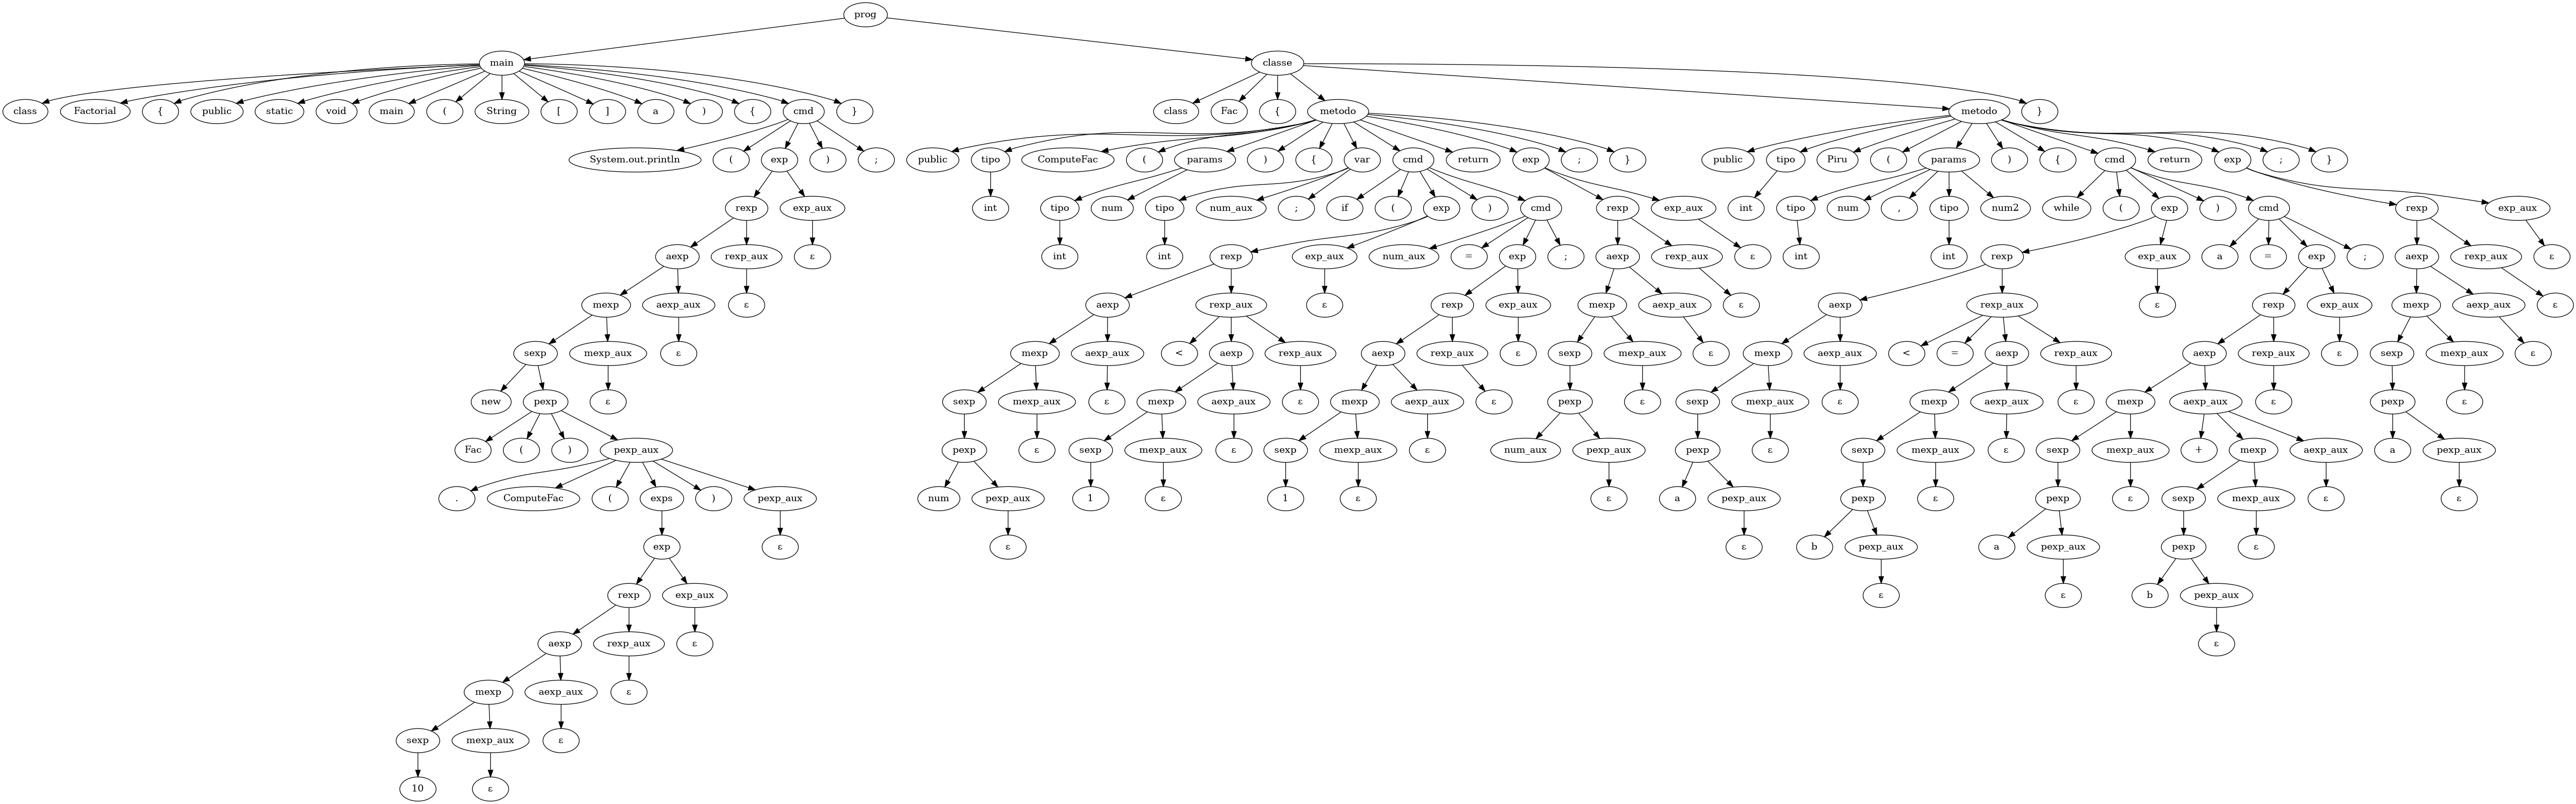 prog
main classe
class Factorial { public static void main ( String [ ] a ) { cmd } class Fac { metodo metodo }
System.out.println ( exp ) ; public tipo ComputeFac ( params ) { var cmd return exp ; } public tipo Piru ( params ) { cmd return exp ; }
rexp exp_aux int tipo num tipo num_aux ; if ( exp ) cmd rexp exp_aux int tipo num , tipo num2 while ( exp ) cmd rexp exp_aux
aexp rexp_aux ε int int rexp exp_aux num_aux = exp ; aexp rexp_aux ε int int rexp exp_aux a = exp ; aexp rexp_aux ε
mexp aexp_aux ε aexp rexp_aux ε rexp exp_aux mexp aexp_aux ε aexp rexp_aux ε rexp exp_aux mexp aexp_aux ε
sexp mexp_aux ε mexp aexp_aux < aexp rexp_aux aexp rexp_aux ε sexp mexp_aux ε mexp aexp_aux < = aexp rexp_aux aexp rexp_aux ε sexp mexp_aux ε
new pexp ε sexp mexp_aux ε mexp aexp_aux ε mexp aexp_aux ε pexp ε sexp mexp_aux ε mexp aexp_aux ε mexp aexp_aux ε pexp ε
Fac ( ) pexp_aux pexp ε sexp mexp_aux ε sexp mexp_aux ε num_aux pexp_aux pexp ε sexp mexp_aux ε sexp mexp_aux + mexp aexp_aux a pexp_aux
. ComputeFac ( exps ) pexp_aux num pexp_aux 1 ε 1 ε ε a pexp_aux pexp ε pexp ε sexp mexp_aux ε ε
exp ε ε ε b pexp_aux a pexp_aux pexp ε
rexp exp_aux ε ε b pexp_aux
aexp rexp_aux ε ε
mexp aexp_aux ε
sexp mexp_aux ε
10 ε